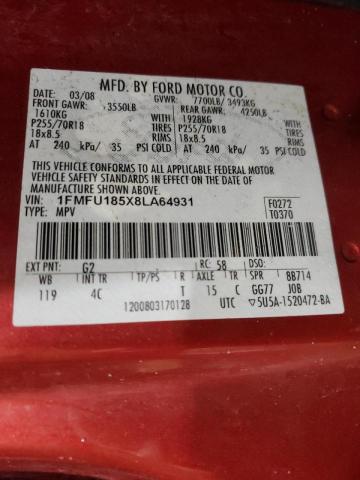 MFD. BY FORD MOTOR CO.
DATE: 03/08 GVWR: 7700LB/ 3493KG
FRONT GAWR: 3550LB REAR GAWR: 4250LB
1610KG 1928KG
P255/70R18 TIRES P255/70R18 TIRES
18x8.5 RIMS 18x8.5 RIMS
AT 240 kPa/ 35 PSI COLD AT 240 kPa/ 35 PSI COLD
THIS VEHICLE CONFORMS TO ALL APPLICABLE FEDERAL MOTOR
VEHICLE SAFETY STANDARDS IN EFFECT ON THE DATE OF
MANUFACTURE SHOWN ABOVE.
VIN: 1FMFU185X8LA64931 F0272
TYPE: MPV T0370
EXT PNT: G2 RC: 58 DSO:
WB INT TR TP/PS R AXLE TR SPR 8B714
119 4C T 15 C GG77 JOB
1200803170128 UTC ▽5U5A-1520472-BA